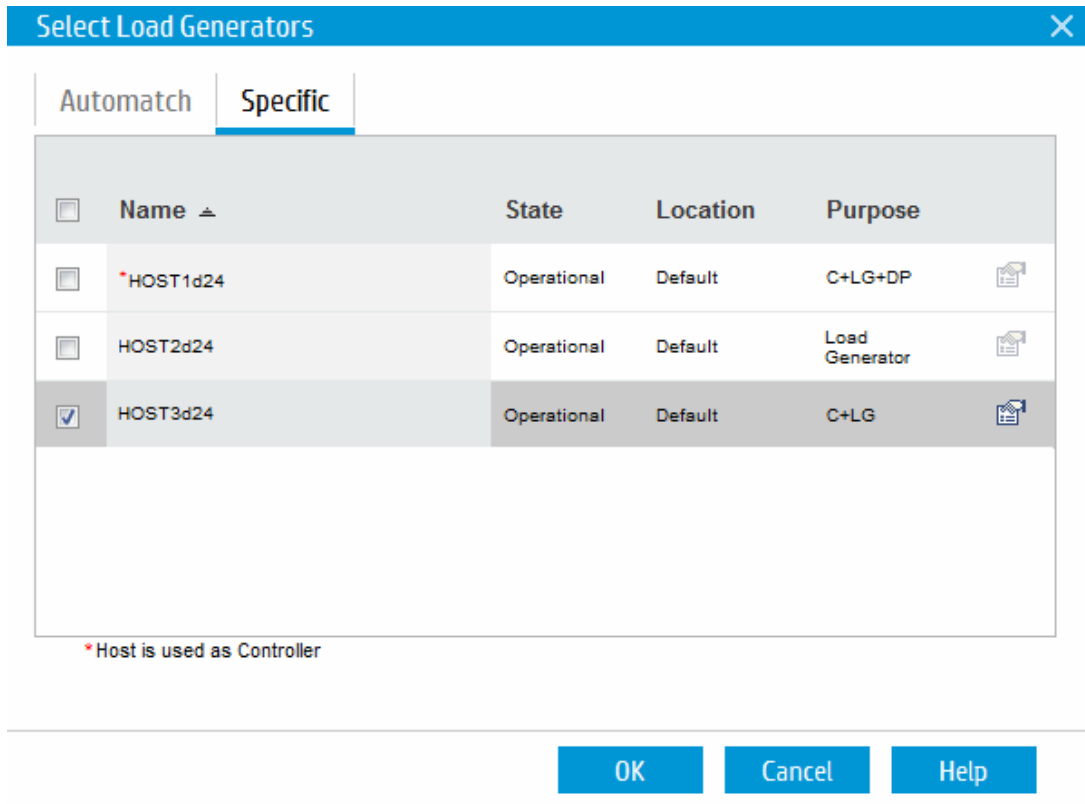 Select Load Generators
Automatch Specific
Name State Location Purpose
*HOST1d24 Operational Default C+LG+DP
HOST2d24 Operational Default Load
Generator
HOST3d24 Operational Default C+LG
*Host is used as Controller
OK Cancel Help